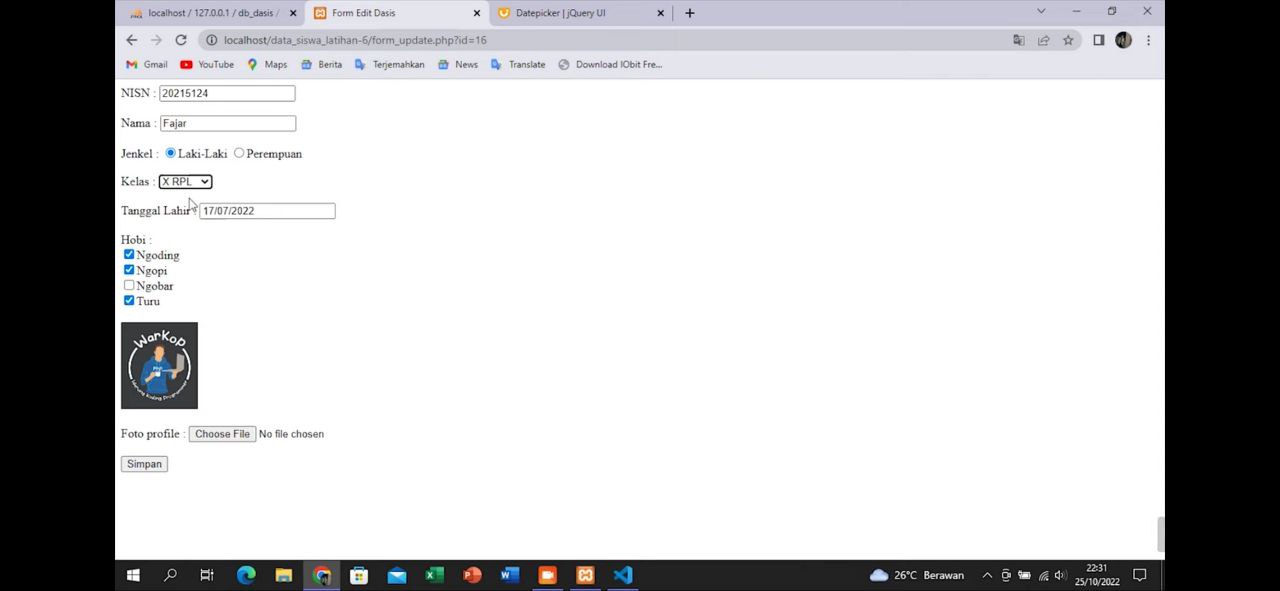 localhost / 127.0.0.1 / db_dasis /
Form Edit Dasis
Datepicker | jQuery UI
localhost/data_siswa_latihan-6/form_update.php?id=16
Gmail
YouTube
Maps
Berita
Terjemahkan
News
Translate
Download IObit Fre...
NISN : 20215124
Nama : Fajar
Jenkel : Laki-Laki Perempuan
Kelas : X RPL
Tanggal Lahir : 17/07/2022
Hobi :
Ngoding
Ngopi
Ngobar
Turu
WarKop
Foto profile : Choose File No file chosen
Simpan
26°C Berawan
22:31
25/10/2022